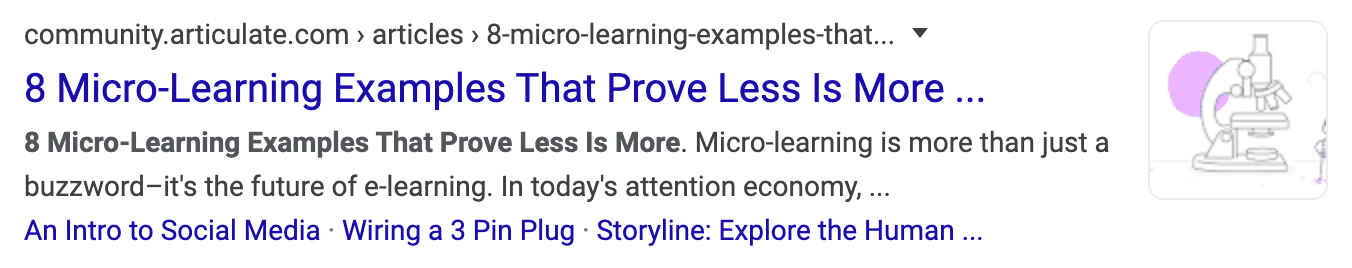 community.articulate.com › articles › 8-micro-learning-examples-that...
8 Micro-Learning Examples That Prove Less Is More ...
8 Micro-Learning Examples That Prove Less Is More. Micro-learning is more than just a
buzzword–it's the future of e-learning. In today's attention economy, ...
An Intro to Social Media · Wiring a 3 Pin Plug · Storyline: Explore the Human ...